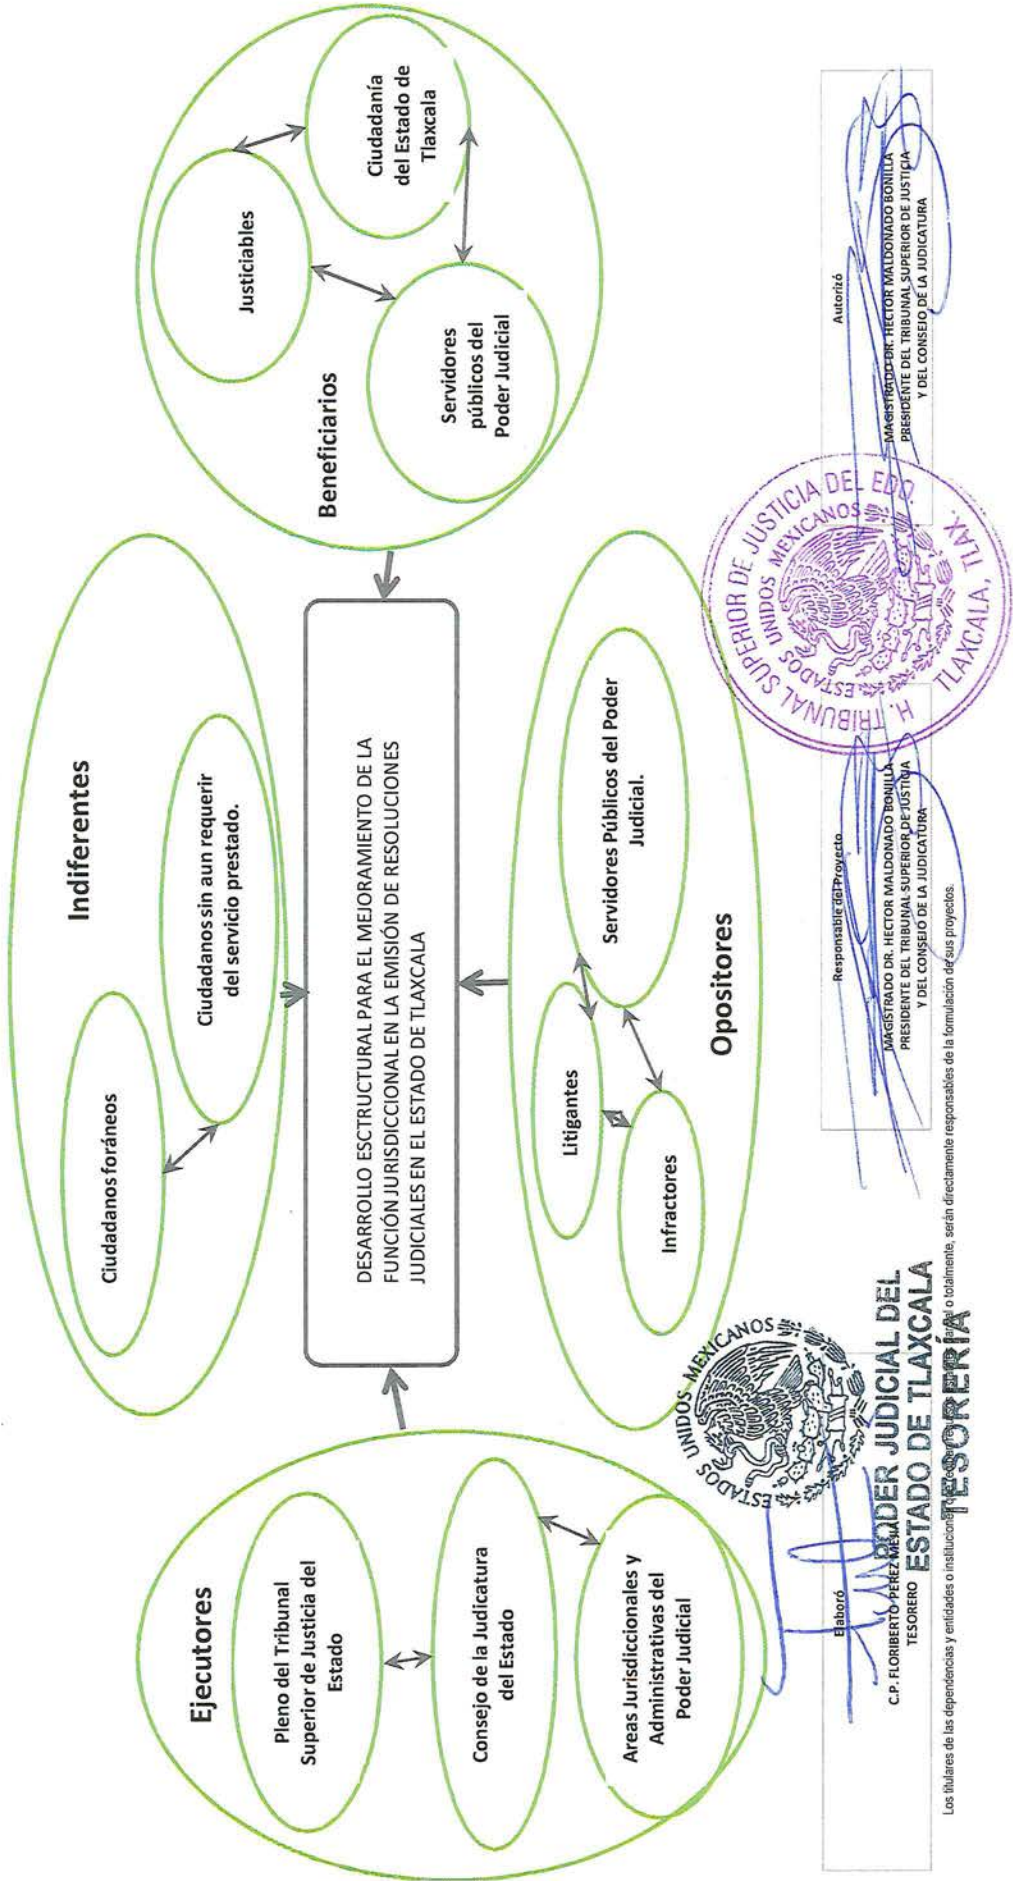 Ejecutores
Pleno del Tribunal
Superior de Justicia del
Estado
Consejo de la Judicatura
del Estado
Areas Jurisdiccionales y
Administrativas del
Poder Judicial
Indiferentes
Ciudadanos foráneos
Ciudadanos sin aun requerir
del servicio prestado.
DESARROLLO ESCTRUCTURAL PARA EL MEJORAMIENTO DE LA
FUNCIÓN JURISDICCIONAL EN LA EMISIÓN DE RESOLUCIONES
JUDICIALES EN EL ESTADO DE TLAXCALA
Litigantes
Servidores Públicos del Poder
Judicial.
Infractores
Opositores
Beneficiarios
Justiciables
Ciudadanía
del Estado de
Tlaxcala
Servidores
públicos del
Poder Judicial
Elaboró
C.P. FLORIBERTO PEREZ MEJIA
TESORERO
ESTADOS UNIDOS MEXICANOS
PODER JUDICIAL DEL
ESTADO DE TLAXCALA
TESORERÍA
Responsable del Proyecto
MAGISTRADO DR. HECTOR MALDONADO BONILLA
PRESIDENTE DEL TRIBUNAL SUPERIOR DE JUSTICIA
Y DEL CONSEJO DE LA JUDICATURA
H. TRIBUNAL SUPERIOR DE JUSTICIA DEL EDO.
ESTADOS UNIDOS MEXICANOS
TLAXCALA, TLAX.
Autorizó
MAGISTRADO DR. HECTOR MALDONADO BONILLA
PRESIDENTE DEL TRIBUNAL SUPERIOR DE JUSTICIA
Y DEL CONSEJO DE LA JUDICATURA
Los titulares de las dependencias y entidades o instituciones o totalmente, serán directamente responsables de la formulación de sus proyectos.